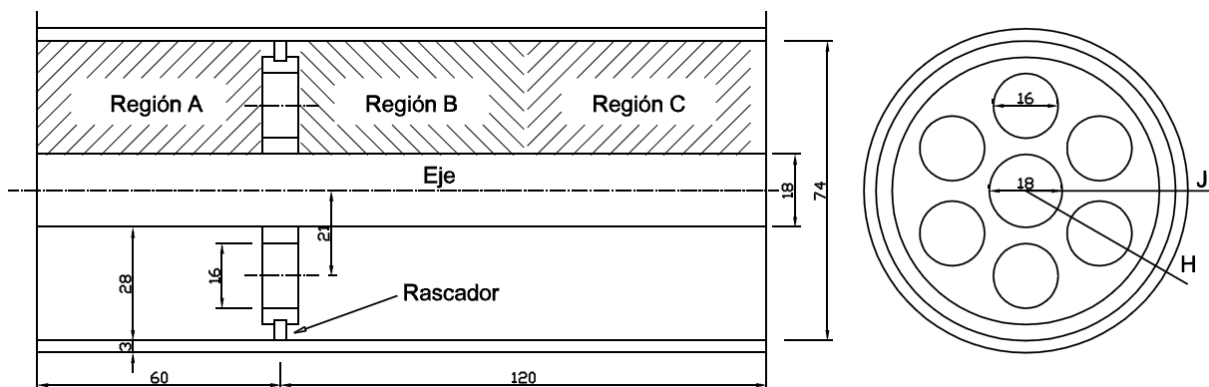 Región A
Región B
Región C
Eje
18
74
21
16
28
Rascador
3
60
120
16
18
J
H